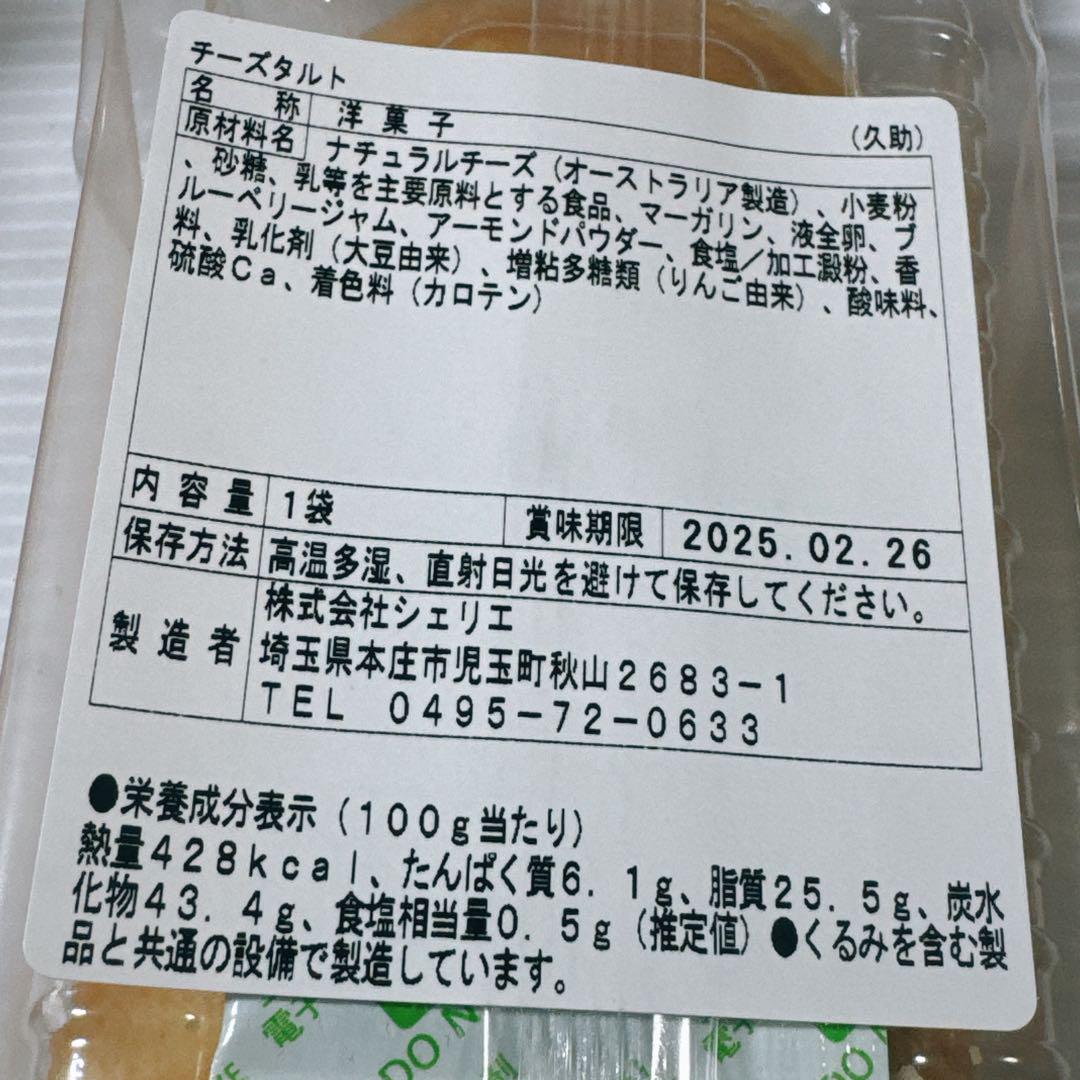 チーズタルト
(久助)
名称 洋菓子
原材料名 ナチュラルチーズ(オーストラリア製造)、小麦粉
、砂糖、乳等を主要原料とする食品、マーガリン、液全卵、ブ
ルーベリージャム、アーモンドパウダー、食塩/加工澱粉、香
料、乳化剤(大豆由来)、増粘多糖類(りんご由来)、酸味料、
硫酸Ca、着色料(カロテン)
内容量 1袋 賞味期限 2025.02.26
保存方法 高温多湿、直射日光を避けて保存してください。
製造者 株式会社シェリエ
埼玉県本庄市児玉町秋山2683-1
TEL 0495-72-0633
●栄養成分表示(100g当たり)
熱量428kcal、たんぱく質6.1g、脂質25.5g、炭水
化物43.4g、食塩相当量0.5g(推定値)●くるみを含む製
品と共通の設備で製造しています。